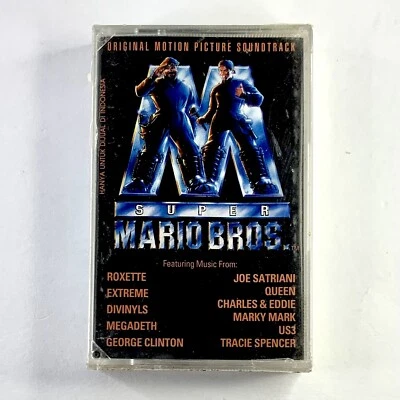 ORIGINAL MOTION PICTURE SOUNDTRACK
HANYA UNTUK DIJUAL DI INDONESIA
SUPER
MARIO BROS.
TM
Featuring Music From:
ROXETTE
EXTREME
DIVINYLS
MEGADETH
GEORGE CLINTON
JOE SATRIANI
QUEEN
CHARLES & EDDIE
MARKY MARK
US3
TRACIE SPENCER